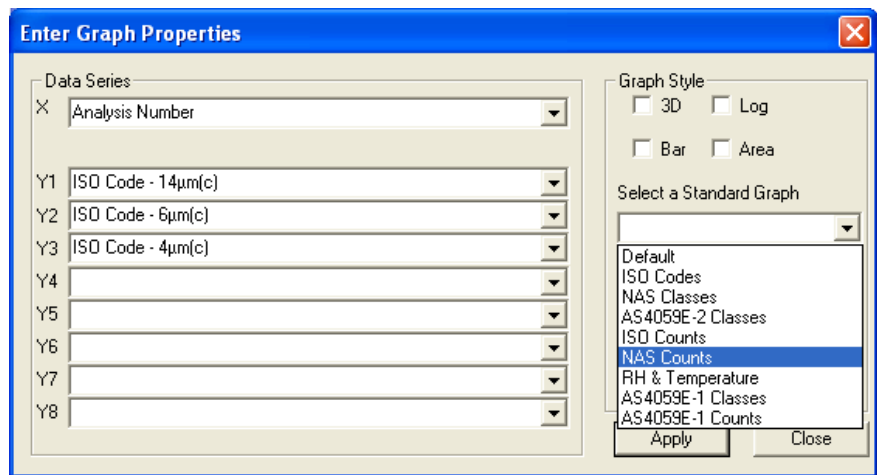 Enter Graph Properties
Data Series
X Analysis Number
Y1 ISO Code - 14µm(c)
Y2 ISO Code - 6µm(c)
Y3 ISO Code - 4µm(c)
Y4
Y5
Y6
Y7
Y8
Graph Style
3D Log
Bar Area
Select a Standard Graph
Default
ISO Codes
NAS Classes
AS4059E-2 Classes
ISO Counts
NAS Counts
RH & Temperature
AS4059E-1 Classes
AS4059E-1 Counts
Apply Close